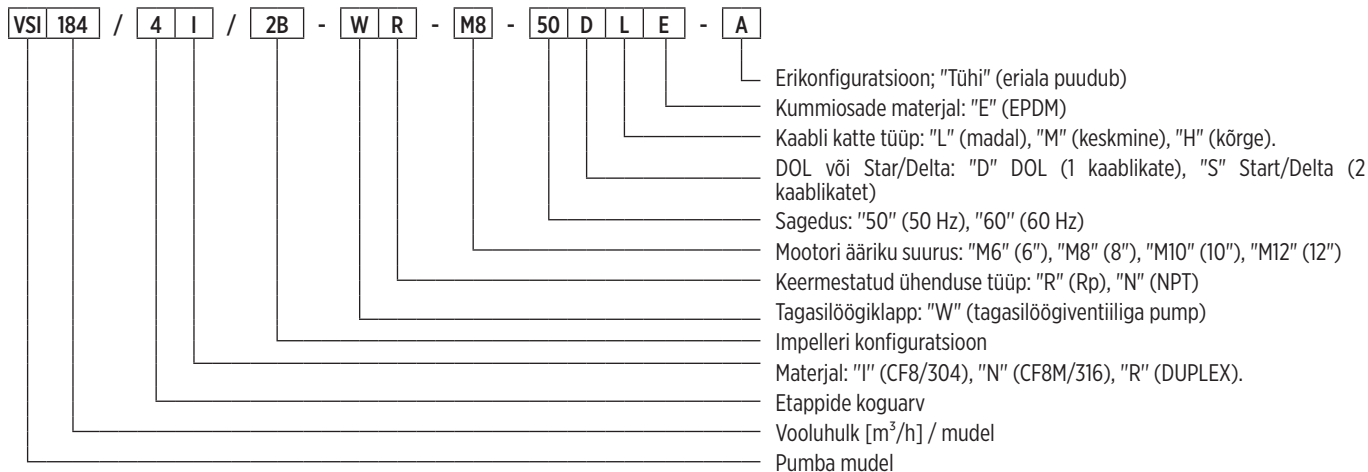 VSI 184 / 4 I / 2B - W R - M8 - 50 D L E - A
Erikonfiguratsioon; "Tühi" (eriala puudub)
Kummiosade materjal: "E" (EPDM)
Kaabli katte tüüp: "L" (madal), "M" (keskmine), "H" (kõrge).
DOL või Star/Delta: "D" DOL (1 kaablikate), "S" Start/Delta (2
kaablikatet)
Sagedus: "50" (50 Hz), "60" (60 Hz)
Mootori ääriku suurus: "M6" (6"), "M8" (8"), "M10" (10"), "M12" (12")
Keermestatud ühenduse tüüp: "R" (Rp), "N" (NPT)
Tagasilöögiklapp: "W" (tagasilöögiventiiliga pump)
Impelleri konfiguratsioon
Materjal: "I" (CF8/304), "N" (CF8M/316), "R" (DUPLEX).
Etappide koguarv
Vooluhulk [m³/h] / mudel
Pumba mudel